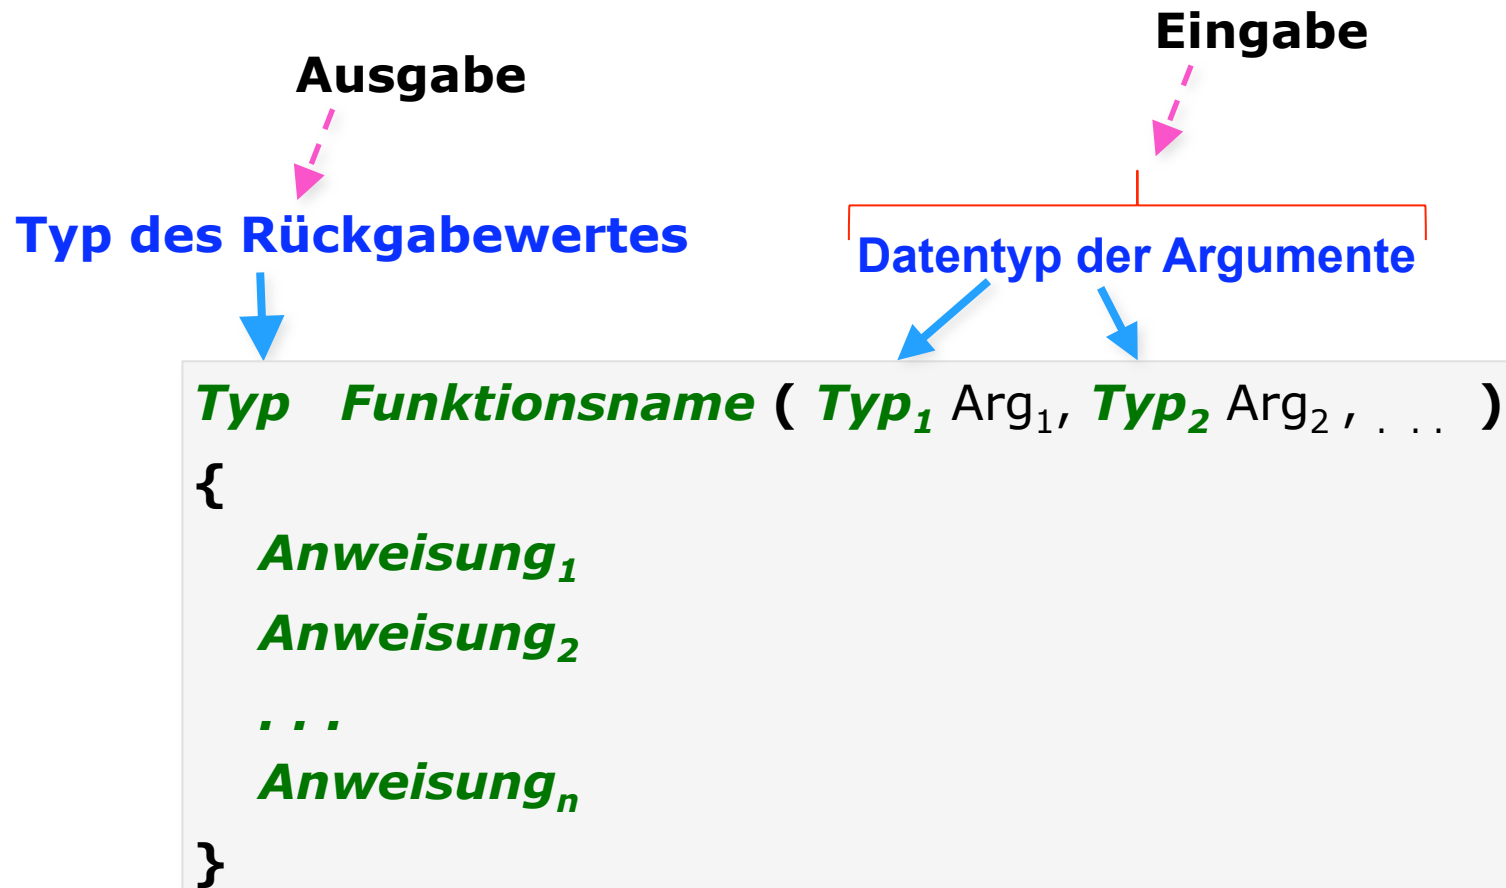 Eingabe
Ausgabe
Typ des Rückgabewertes
Datentyp der Argumente
Typ Funktionsname ( Typ₁ Arg₁, Typ₂ Arg₂ , . . . )
{
Anweisung₁
Anweisung₂
. . .
Anweisungₙ
}